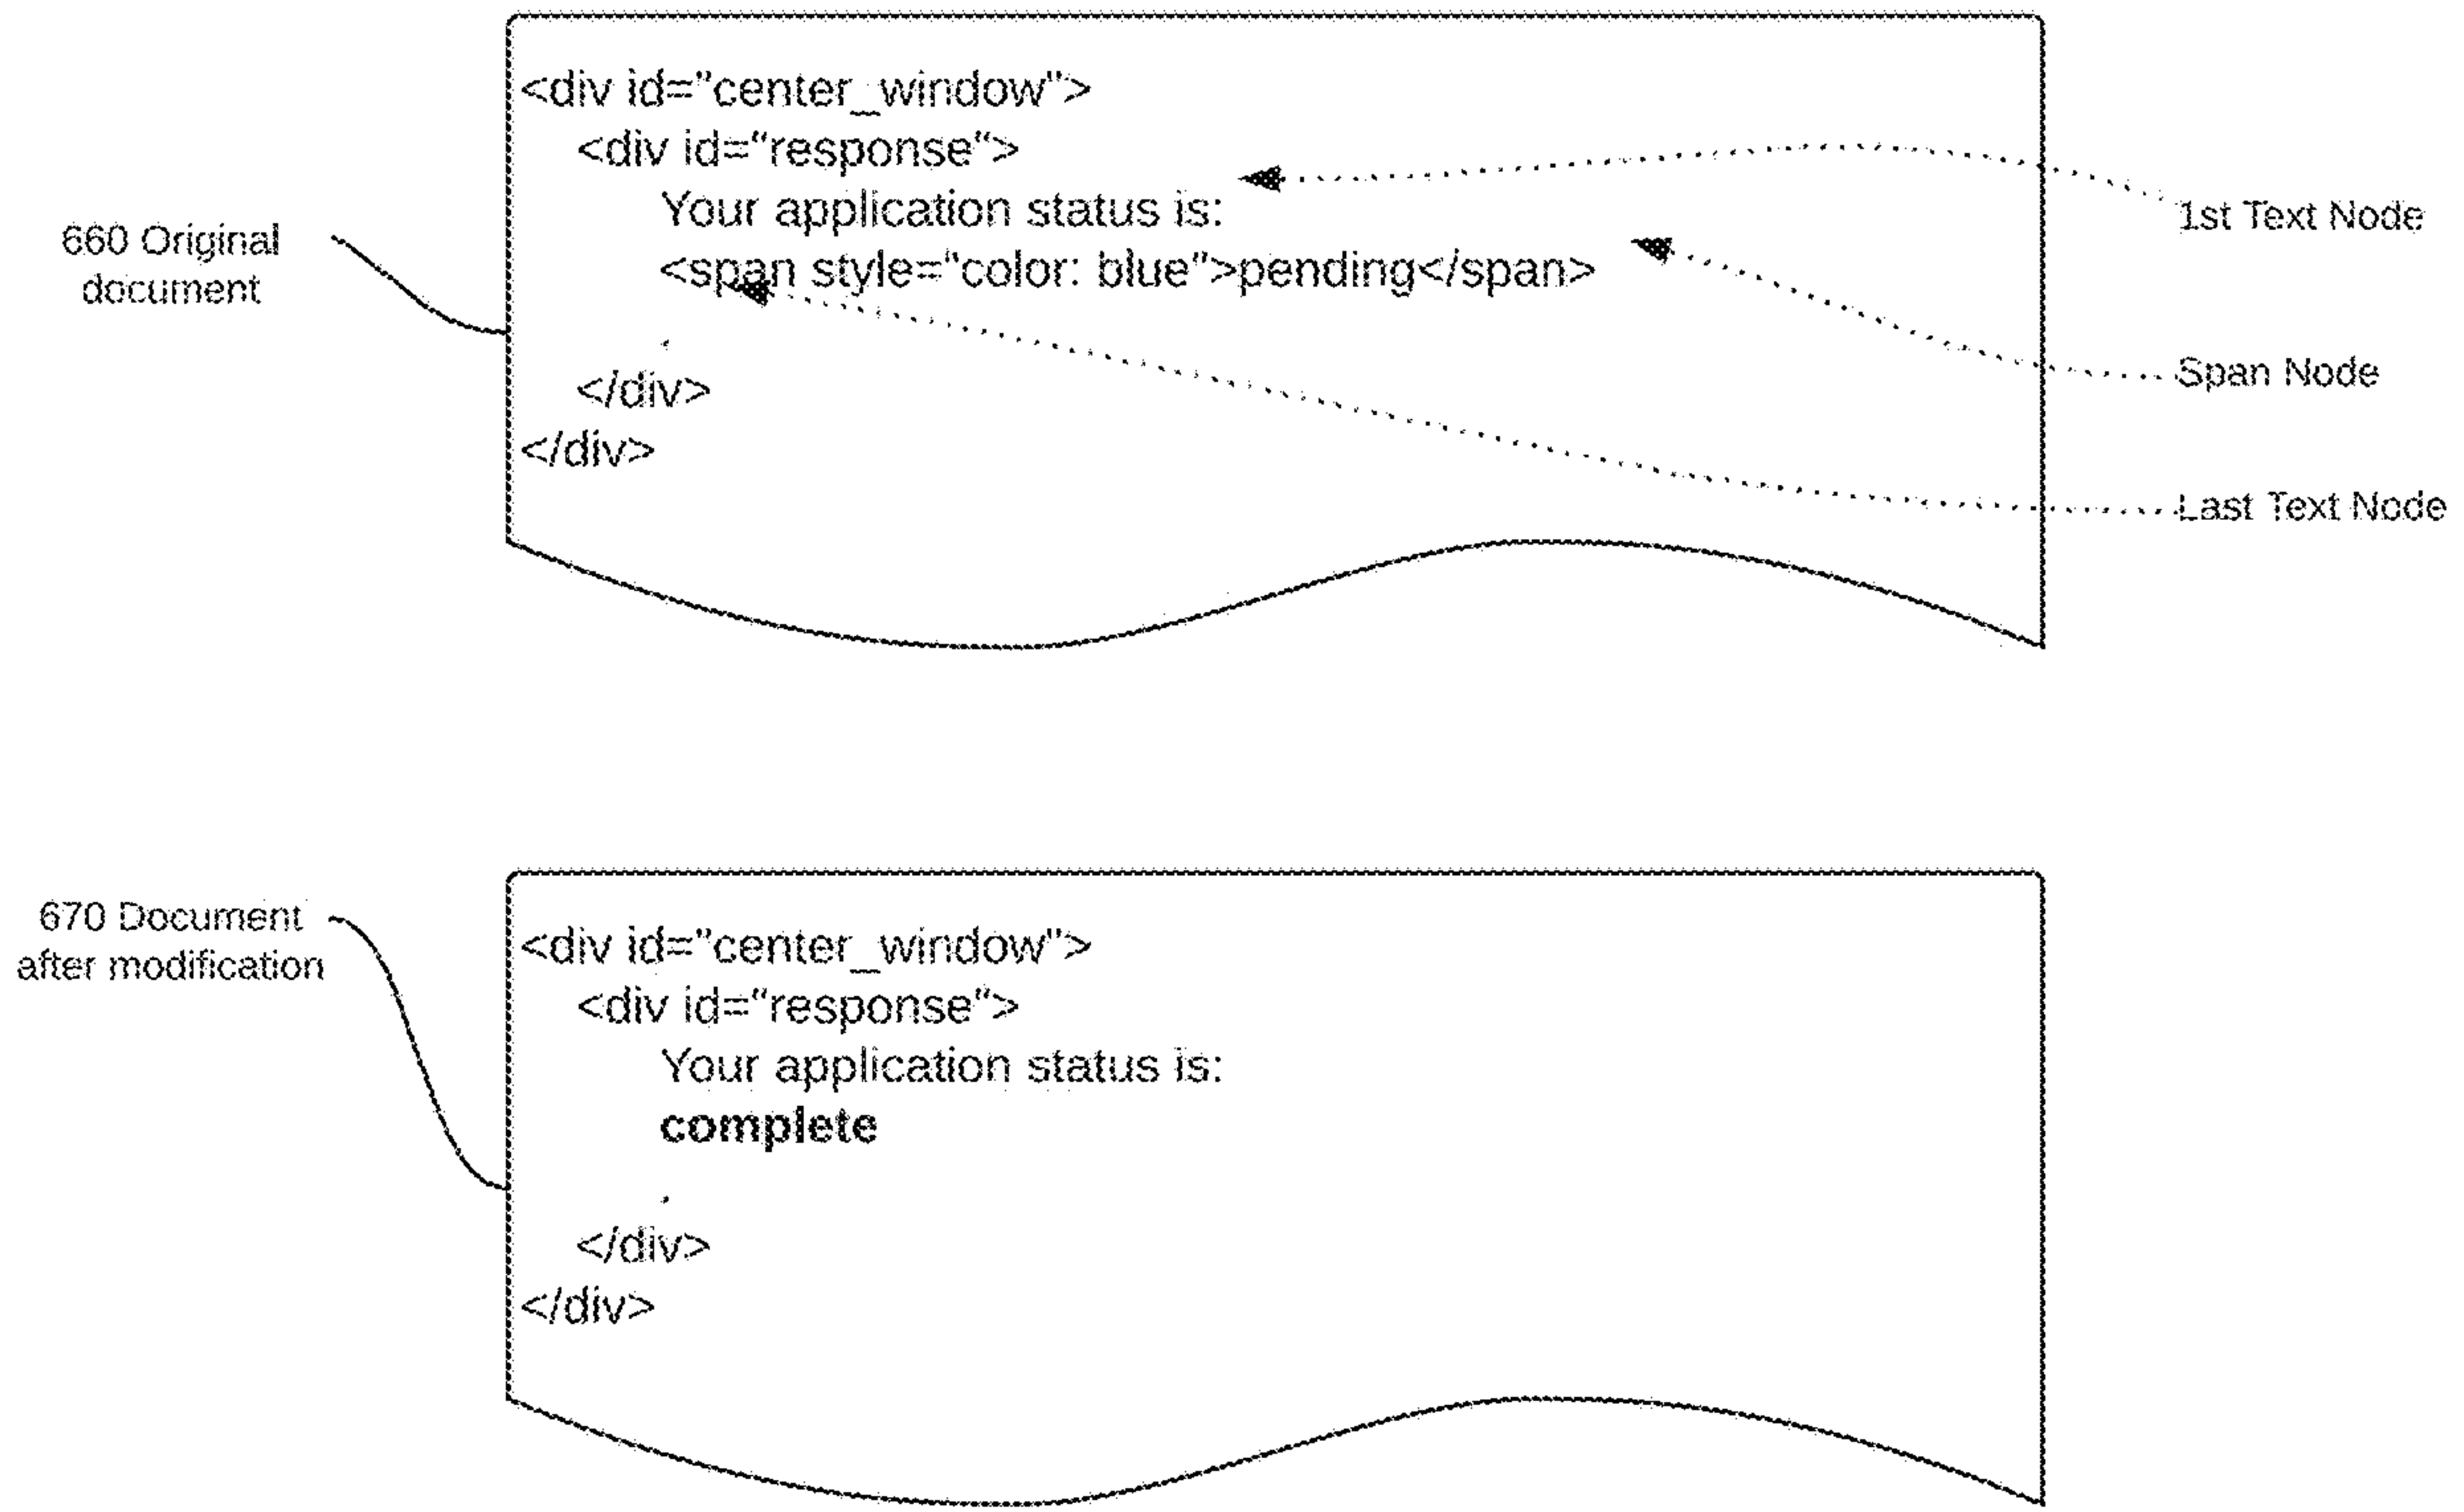 <div id="center_window">
<div id="response">
Your application status is:
<span style="color: blue">pending</span>
.
</div>
</div>
660 Original
document
1st Text Node
Span Node
Last Text Node
670 Document
after modification
<div id="center_window">
<div id="response">
Your application status is:
complete
.
</div>
</div>